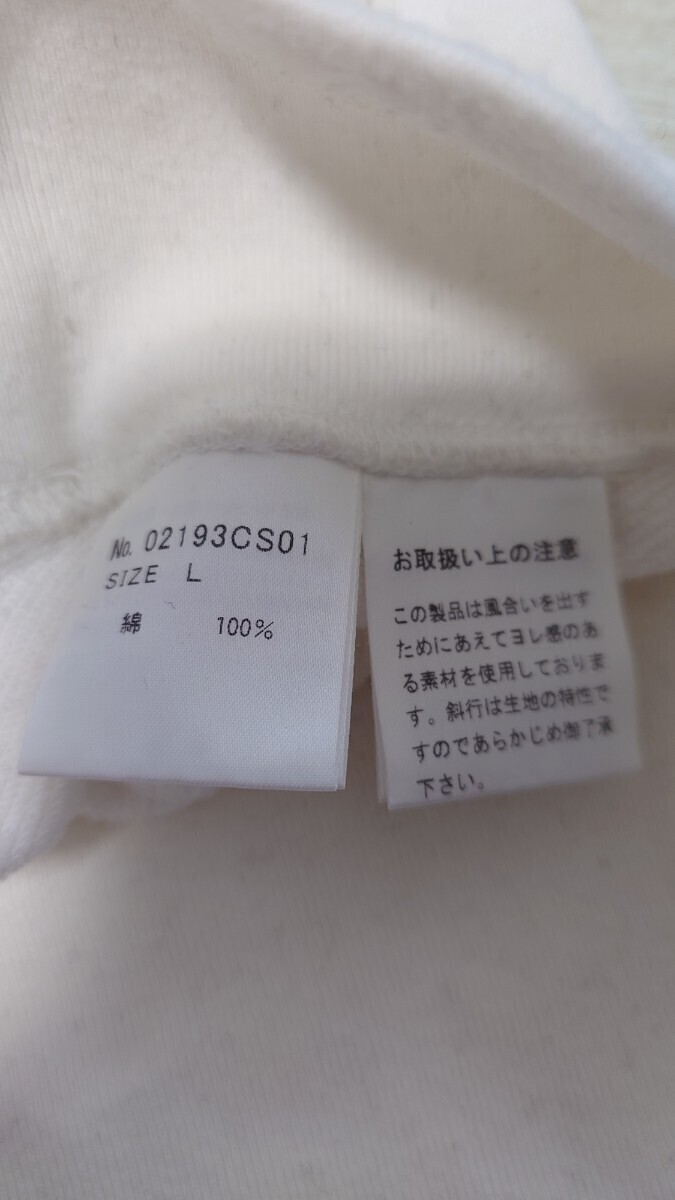 No. 02193CS01
SIZE L
綿 100%
お取扱い上の注意
この製品は風合いを出す
ためにあえてヨレ感のあ
る素材を使用しておりま
す。斜行は生地の特性で
すのであらかじめ御了承
下さい。